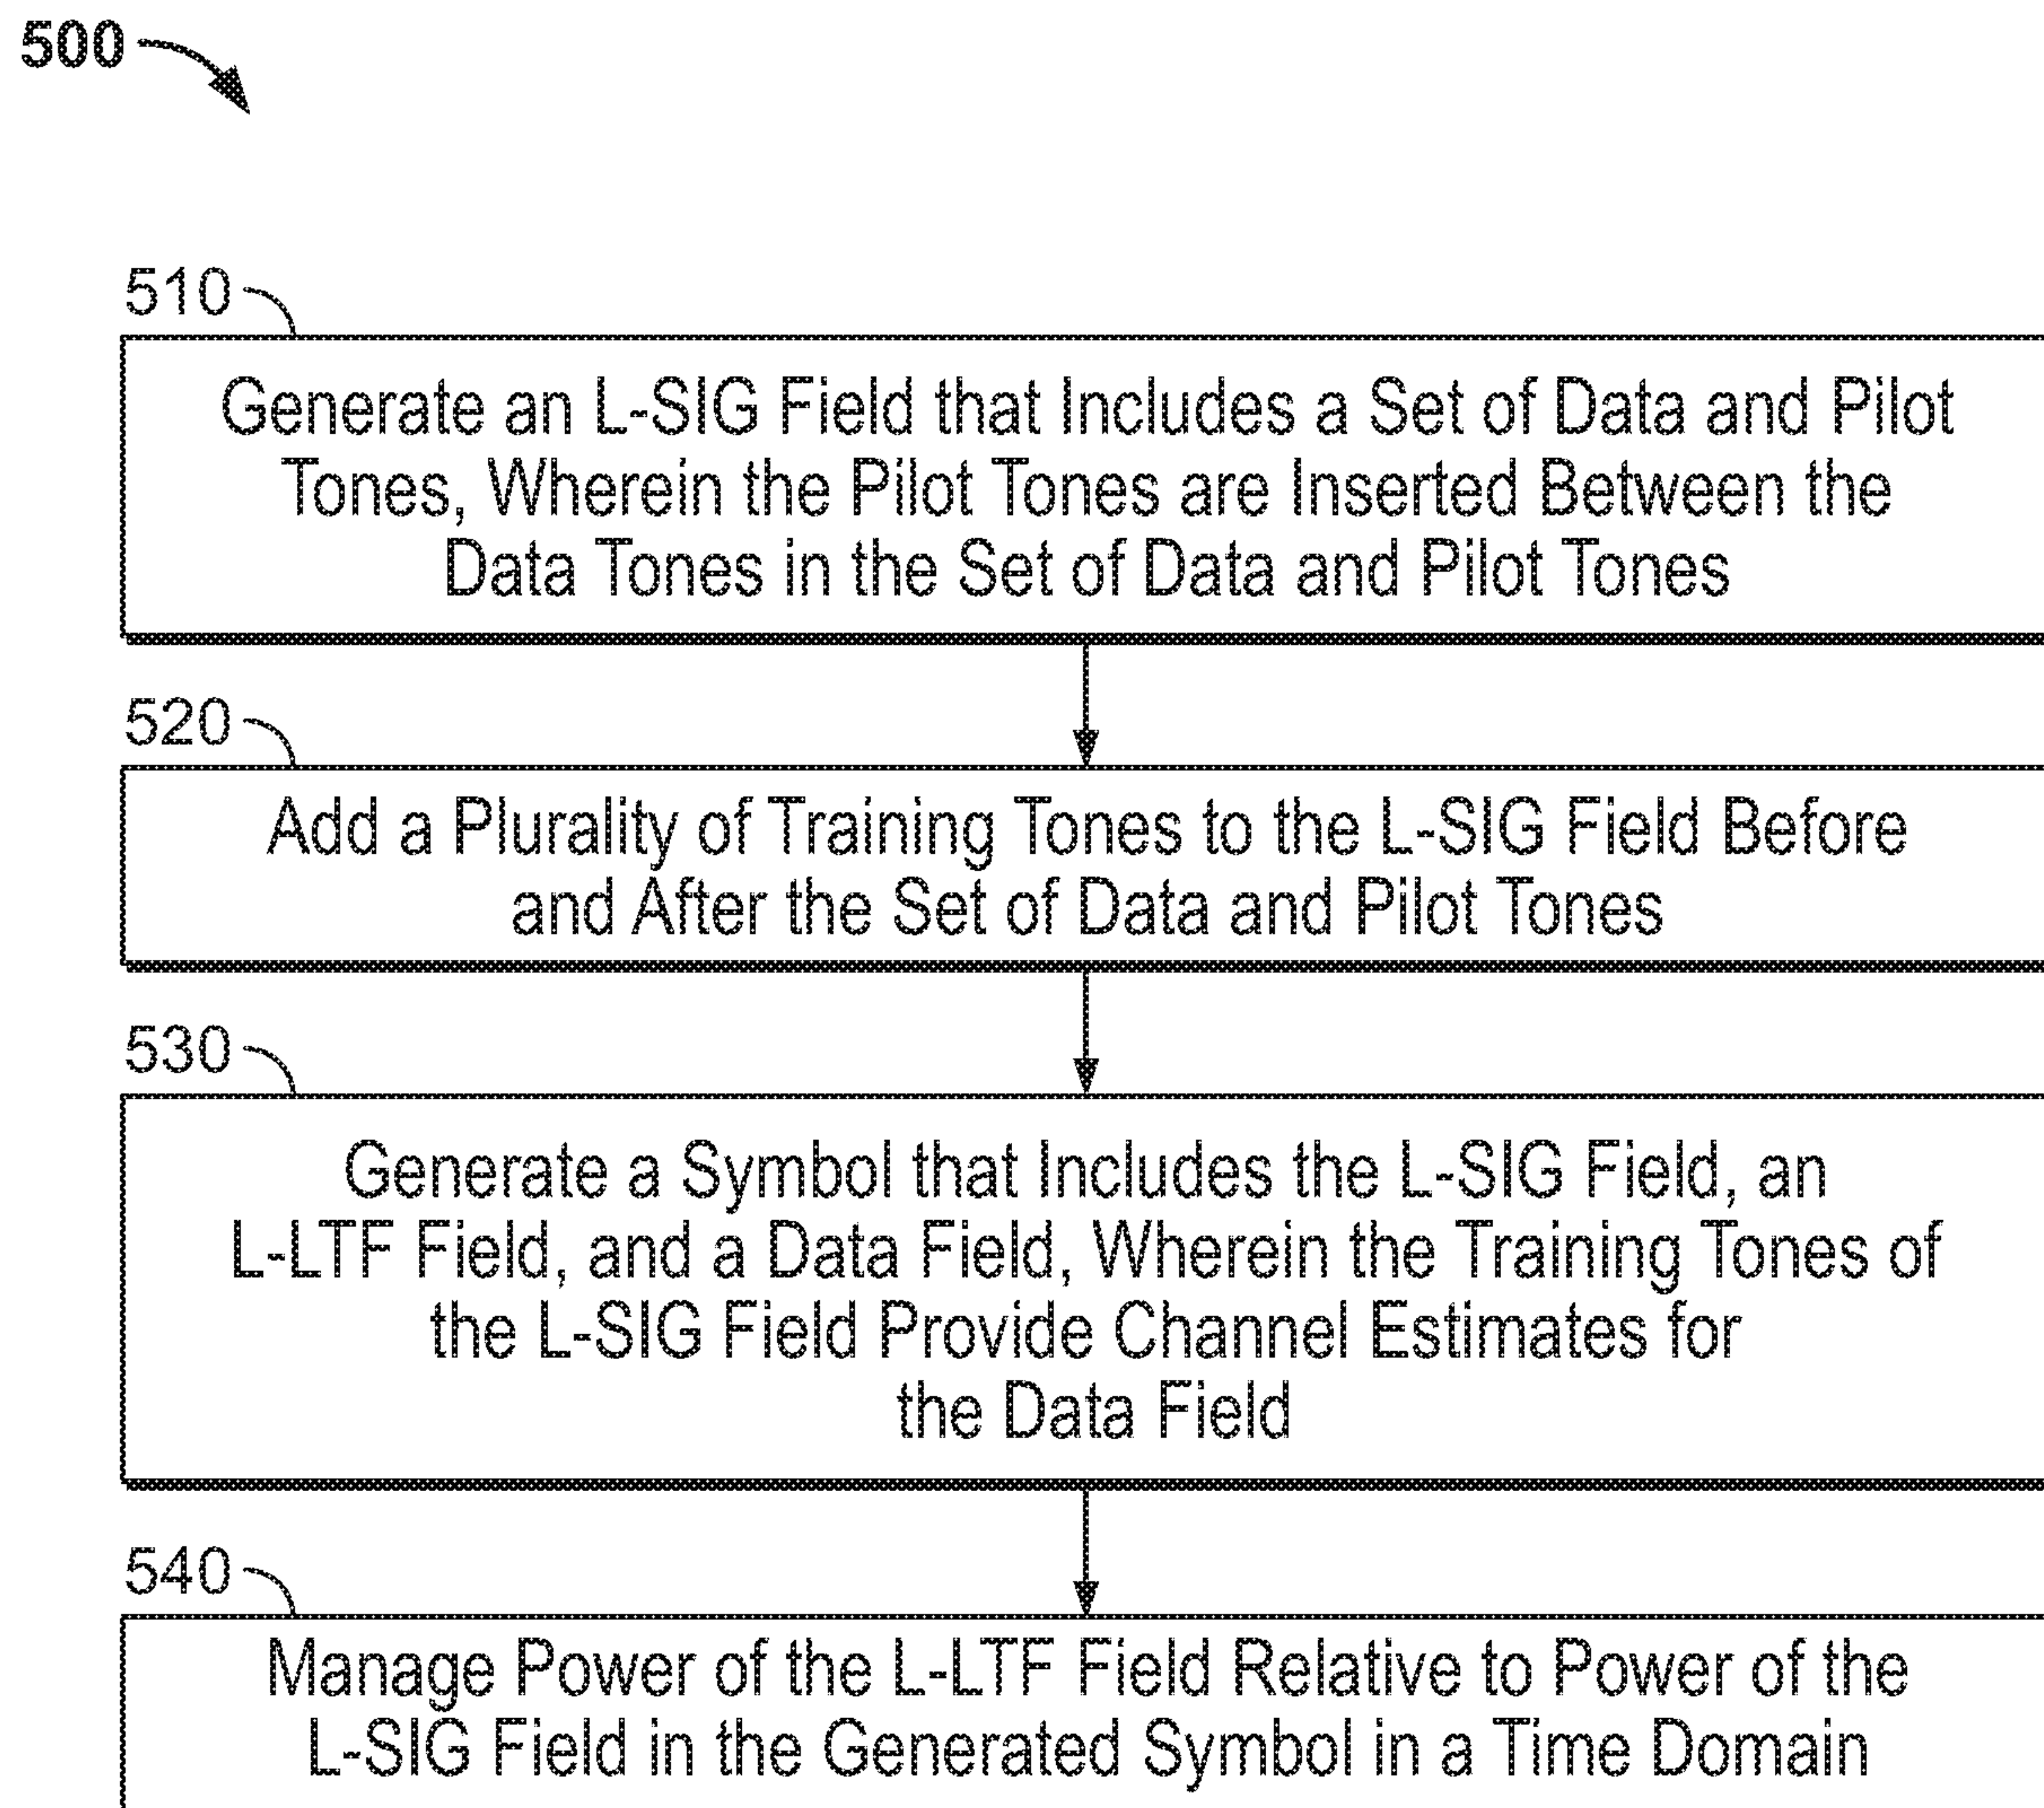 500
510
Generate an L-SIG Field that Includes a Set of Data and Pilot
Tones, Wherein the Pilot Tones are Inserted Between the
Data Tones in the Set of Data and Pilot Tones
520
Add a Plurality of Training Tones to the L-SIG Field Before
and After the Set of Data and Pilot Tones
530
Generate a Symbol that Includes the L-SIG Field, an
L-LTF Field, and a Data Field, Wherein the Training Tones of
the L-SIG Field Provide Channel Estimates for
the Data Field
540
Manage Power of the L-LTF Field Relative to Power of the
L-SIG Field in the Generated Symbol in a Time Domain